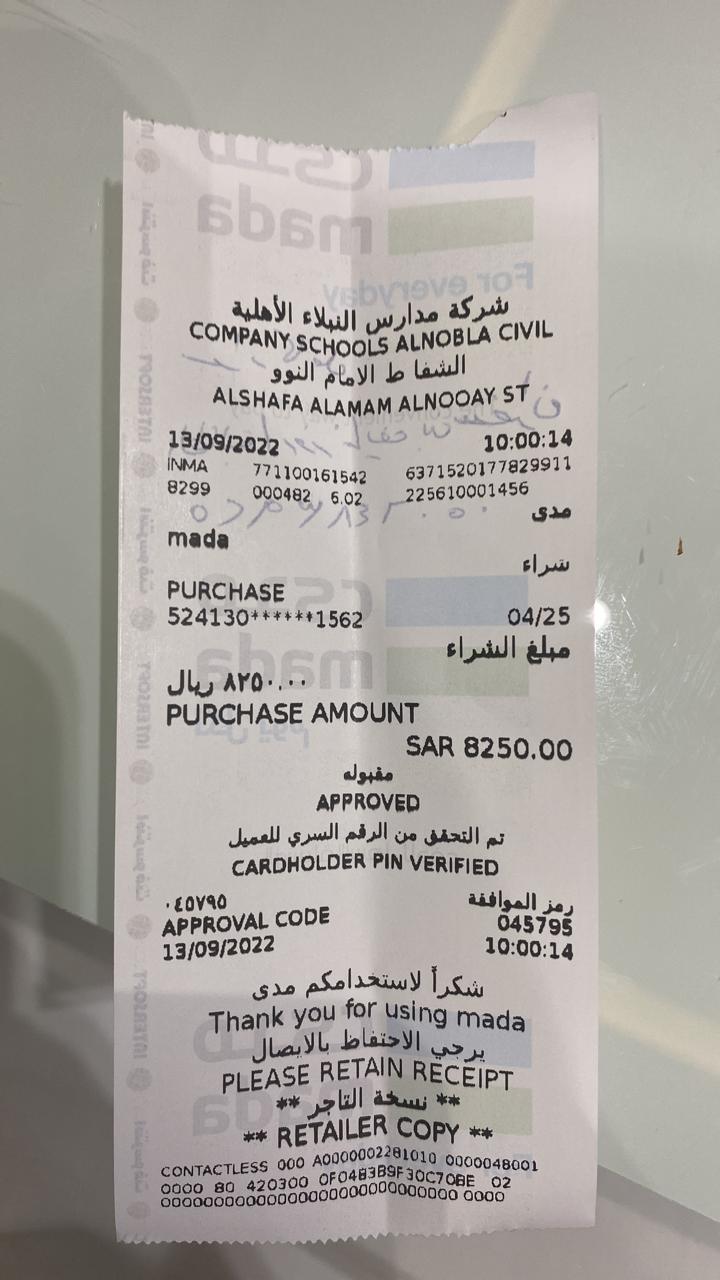 شركة مدارس النبلاء الأهلية
COMPANY SCHOOLS ALNOBLA CIVIL
الشفا ط الامام النوو
ALSHAFA ALAMAM ALNOOAY ST
13/09/2022 10:00:14
INMA 771100161542 6371520177829911
8299 000482 6.02 225610001456
مدى
mada
شراء
PURCHASE
524130******1562 04/25
مبلغ الشراء
٨٢٥٠.٠٠ ريال
PURCHASE AMOUNT
SAR 8250.00
مقبوله
APPROVED
تم التحقق من الرقم السري للعميل
CARDHOLDER PIN VERIFIED
رمز الموافقة ٠٤٥٧٩٥
APPROVAL CODE 045795
13/09/2022 10:00:14
شكراً لاستخدامكم مدى
Thank you for using mada
يرجي الاحتفاظ بالايصال
PLEASE RETAIN RECEIPT
** نسخة التاجر **
** RETAILER COPY **
CONTACTLESS 000 A0000002281010 0000048001
0000 80 420300 0F04B3B9F30C70BE 02
0000000000000000000000000000000 0000